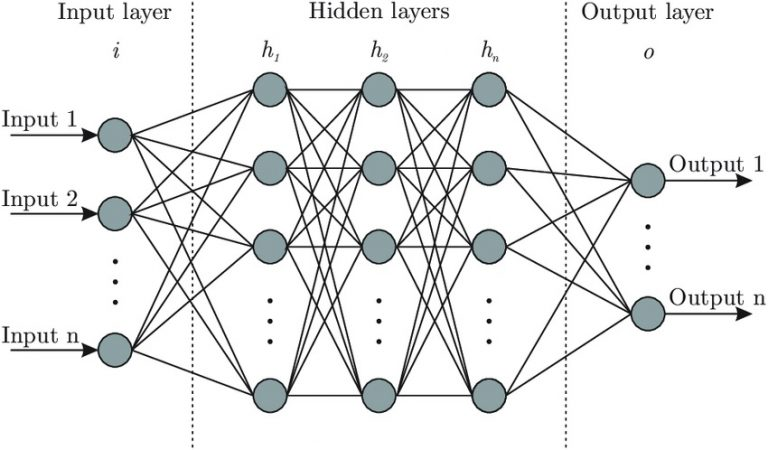 Input layer
Hidden layers
Output layer
i
h1
h2
hn
o
Input 1
Input 2
Input n
Output 1
Output n